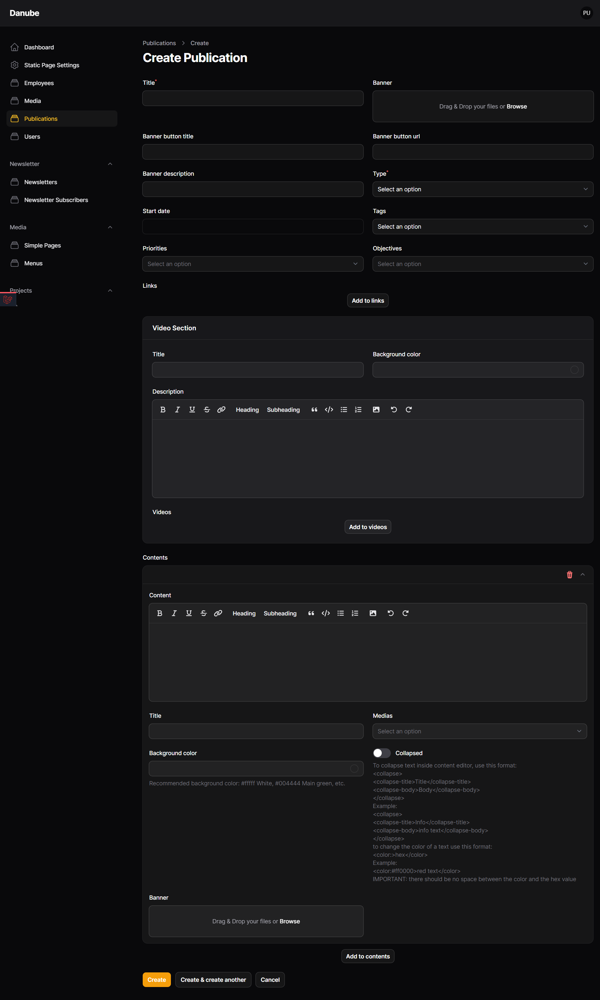 Danube
PU
Dashboard
Static Page Settings
Employees
Media
Publications
Users
Newsletter
Newsletters
Newsletter Subscribers
Media
Simple Pages
Menus
Projects
Publications > Create
Create Publication
Title*
Banner
Drag & Drop your files or Browse
Banner button title
Banner button url
Banner description
Type*
Select an option
Start date
Tags
Select an option
Priorities
Objectives
Select an option
Select an option
Links
Add to links
Video Section
Title
Background color
Description
Heading Subheading
Videos
Add to videos
Contents
Content
Heading Subheading
Title
Medias
Select an option
Background color
Recommended background color: #fffff White, #004444 Main green, etc.
Collapsed
To collapse text inside content editor, use this format:
<collapse>
<collapse-title>Title</collapse-title>
<collapse-body>Body</collapse-body>
</collapse>
Example:
<collapse>
<collapse-title>Info</collapse-title>
<collapse-body>info text</collapse-body>
</collapse>
to change the color of a text use this format:
<color:>hex</color>
Example:
<color:#ff0000>red text</color>
IMPORTANT: there should be no space between the color and the hex value
Banner
Drag & Drop your files or Browse
Add to contents
Create
Create & create another
Cancel